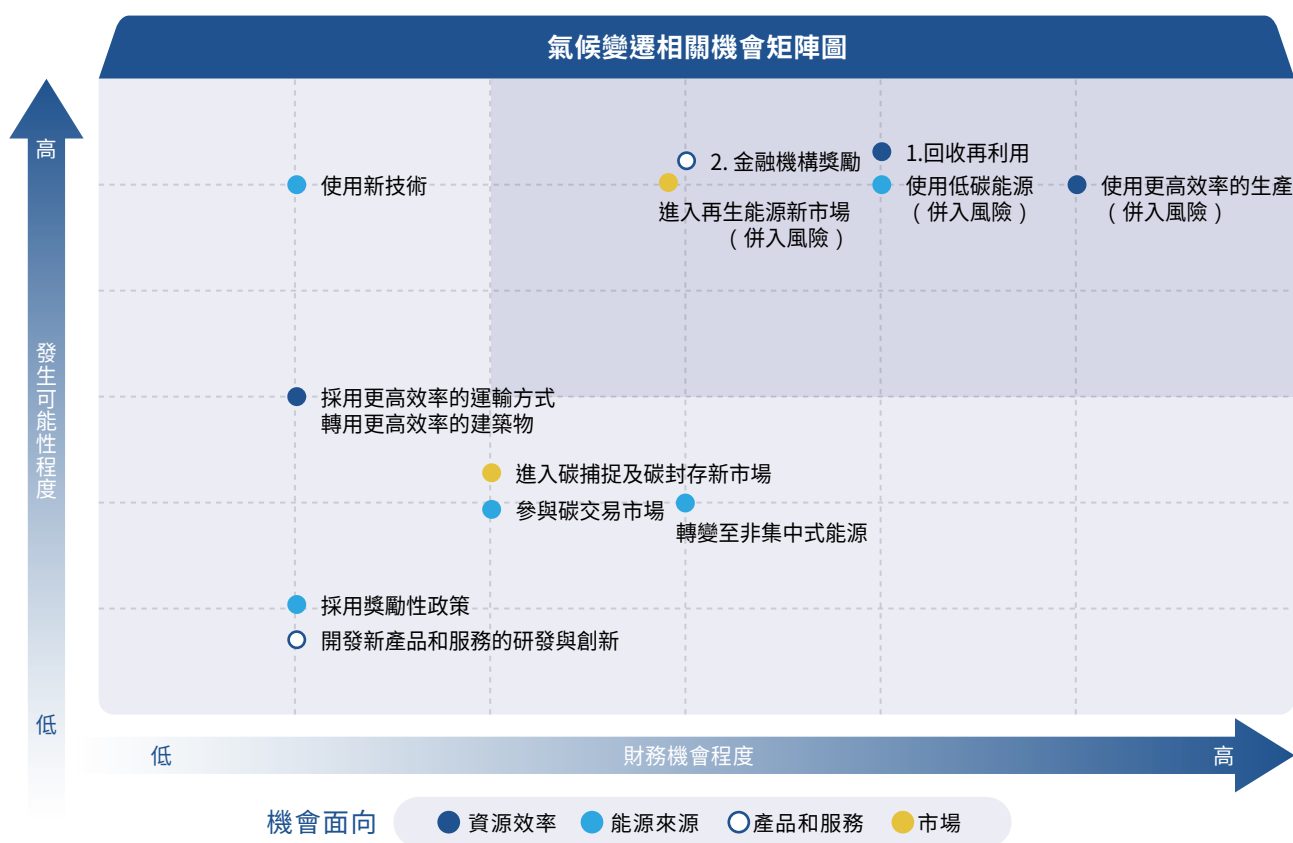 氣候變遷相關機會矩陣圖
高
發生可能性程度
低
2. 金融機構獎勵
1.回收再利用
使用新技術
進入再生能源新市場
（併入風險）
使用低碳能源
（併入風險）
使用更高效率的生產
（併入風險）
採用更高效率的運輸方式
轉用更高效率的建築物
進入碳捕捉及碳封存新市場
參與碳交易市場
轉變至非集中式能源
採用獎勵性政策
開發新產品和服務的研發與創新
低
財務機會程度
高
機會面向
資源效率
能源來源
產品和服務
市場